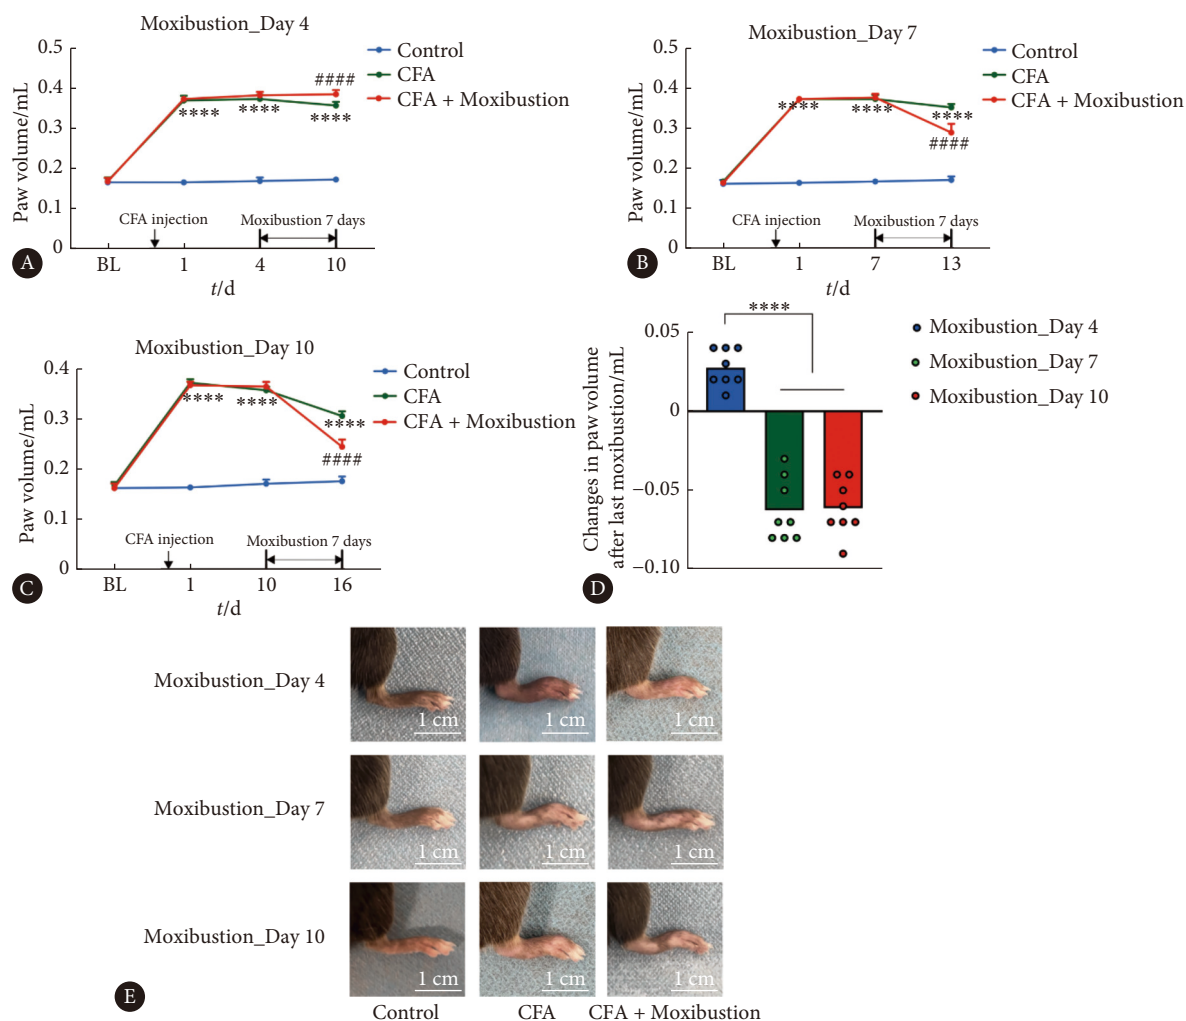 Moxibustion_Day 4
0.5
0.4
0.3
0.2
0.1
0
Paw volume/mL
Control
CFA
CFA + Moxibustion
####
**** **** ****
CFA injection
Moxibustion 7 days
BL 1 4 10
t/d
A
Moxibustion_Day 7
0.5
0.4
0.3
0.2
0.1
0
Paw volume/mL
Control
CFA
CFA + Moxibustion
**** **** ****
####
CFA injection
Moxibustion 7 days
BL 1 7 13
t/d
B
Moxibustion_Day 10
0.4
0.3
0.2
0.1
0
Paw volume/mL
Control
CFA
CFA + Moxibustion
**** **** ****
####
CFA injection
Moxibustion 7 days
BL 1 10 16
t/d
C
****
0.05
0
−0.05
−0.10
Changes in paw volume
after last moxibustion/mL
Moxibustion_Day 4
Moxibustion_Day 7
Moxibustion_Day 10
D
Moxibustion_Day 4
1 cm 1 cm 1 cm
Moxibustion_Day 7
1 cm 1 cm 1 cm
Moxibustion_Day 10
1 cm 1 cm 1 cm
E
Control CFA CFA + Moxibustion